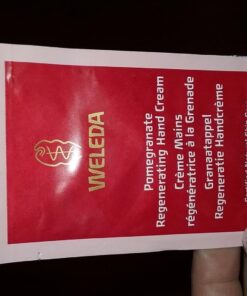 WELEDA
Pomegranate
Regenerating Hand Cream
Crème Mains
régénératrice à la Grenade
Granaatappel
Regeneratie Handcrème